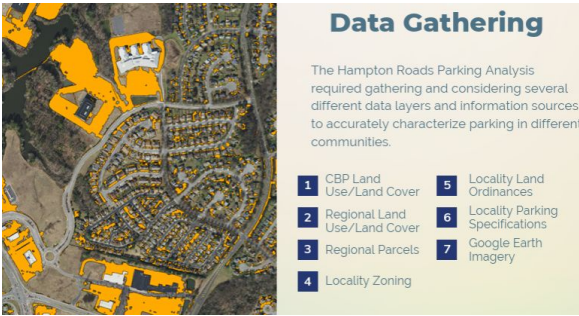 Data Gathering
The Hampton Roads Parking Analysis
required gathering and considering several
different data layers and information sources
to accurately characterize parking in different
communities.
1 CBP Land
Use/Land Cover
2 Regional Land
Use/Land Cover
3 Regional Parcels
4 Locality Zoning
5 Locality Land
Ordinances
6 Locality Parking
Specifications
7 Google Earth
Imagery